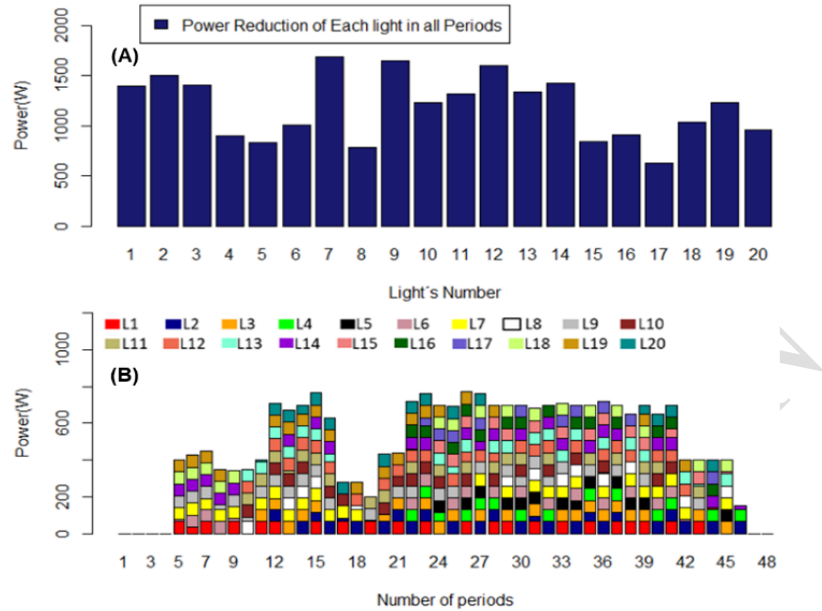 Power Reduction of Each light in all Periods
(A)
Power(W)
2000
1500
1000
500
0
1 2 3 4 5 6 7 8 9 10 11 12 13 14 15 16 17 18 19 20
Light´s Number
L1 L2 L3 L4 L5 L6 L7 L8 L9 L10
L11 L12 L13 L14 L15 L16 L17 L18 L19 L20
(B)
Power(W)
1000
600
200
0
1 3 5 7 9 12 15 18 21 24 27 30 33 36 39 42 45 48
Number of periods